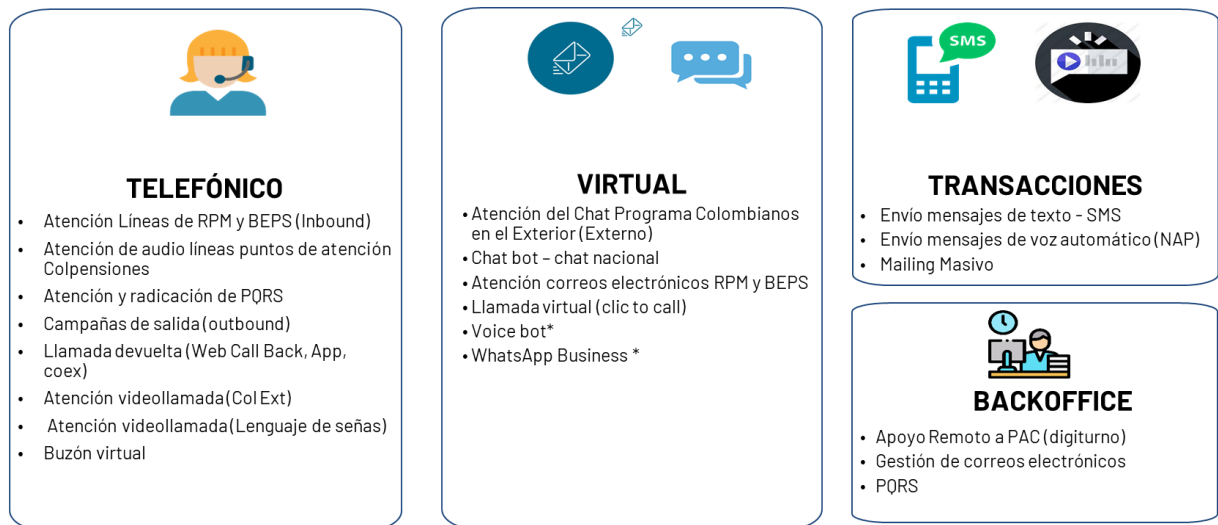 TELEFÓNICO
• Atención Líneas de RPM y BEPS (Inbound)
• Atención de audio líneas puntos de atención
Colpensiones
• Atención y radicación de PQRS
• Campañas de salida (outbound)
• Llamada devuelta (Web Call Back, App,
coex)
• Atención videollamada (Col Ext)
• Atención videollamada (Lenguaje de señas)
• Buzón virtual
VIRTUAL
• Atención del Chat Programa Colombianos
en el Exterior (Externo)
• Chat bot – chat nacional
• Atención correos electrónicos RPM y BEPS
• Llamada virtual (clic to call)
• Voice bot*
• WhatsApp Business *
SMS
TRANSACCIONES
• Envío mensajes de texto - SMS
• Envío mensajes de voz automático (NAP)
• Mailing Masivo
BACKOFFICE
• Apoyo Remoto a PAC (digiturno)
• Gestión de correos electrónicos
• PQRS